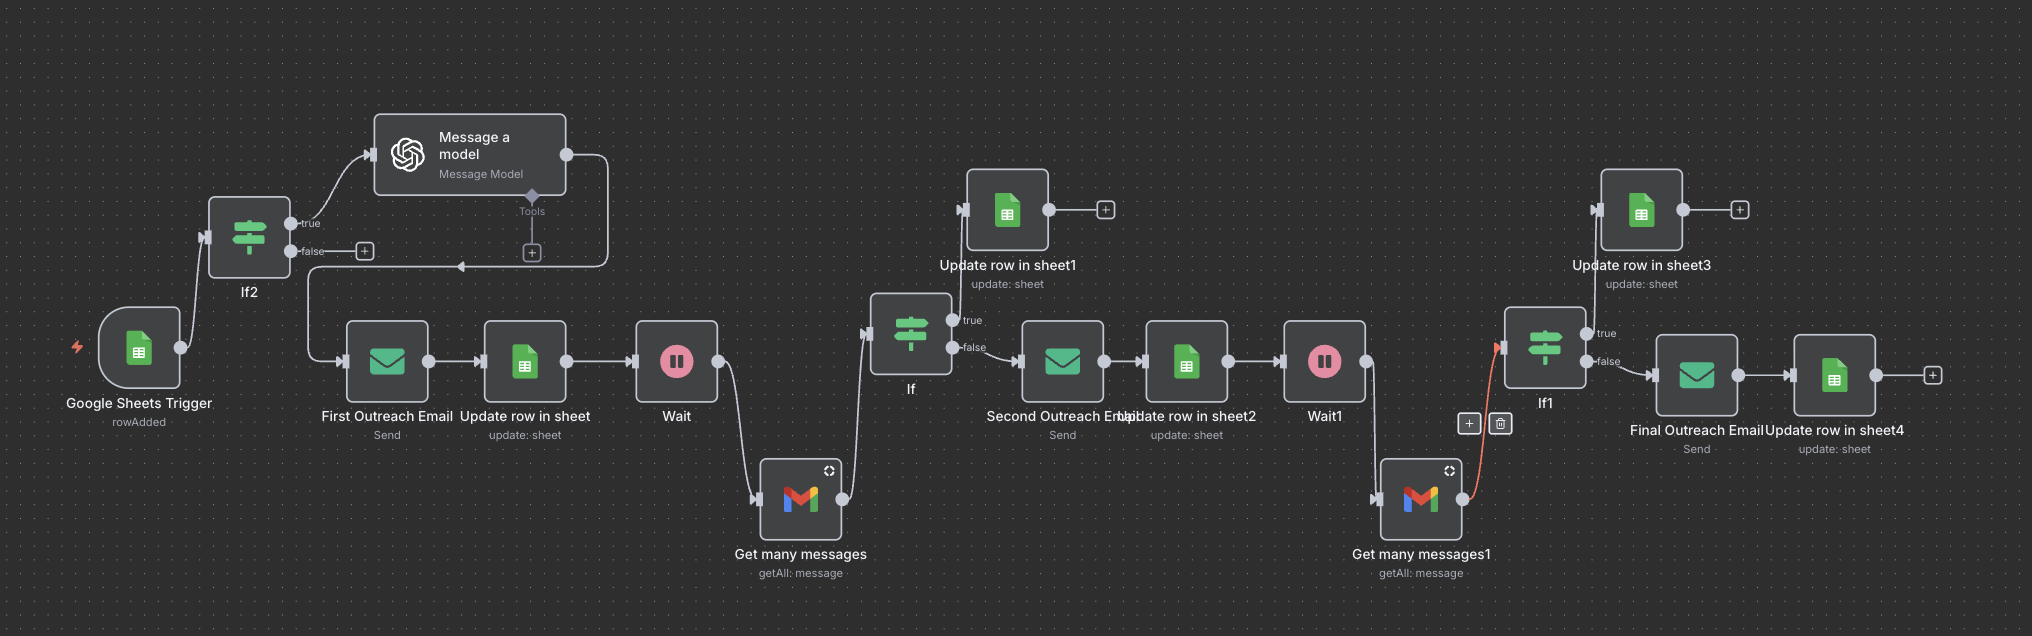 Message a
model
Message Model
Tools
true
false
If2
Google Sheets Trigger
rowAdded
First Outreach Email
Send
Update row in sheet
update: sheet
Wait
Get many messages
getAll: message
true
false
If
Update row in sheet1
update: sheet
Second Outreach Email
Send
Update row in sheet2
update: sheet
Wait1
Get many messages1
getAll: message
true
false
If1
Update row in sheet3
update: sheet
Final Outreach Email
Send
Update row in sheet4
update: sheet